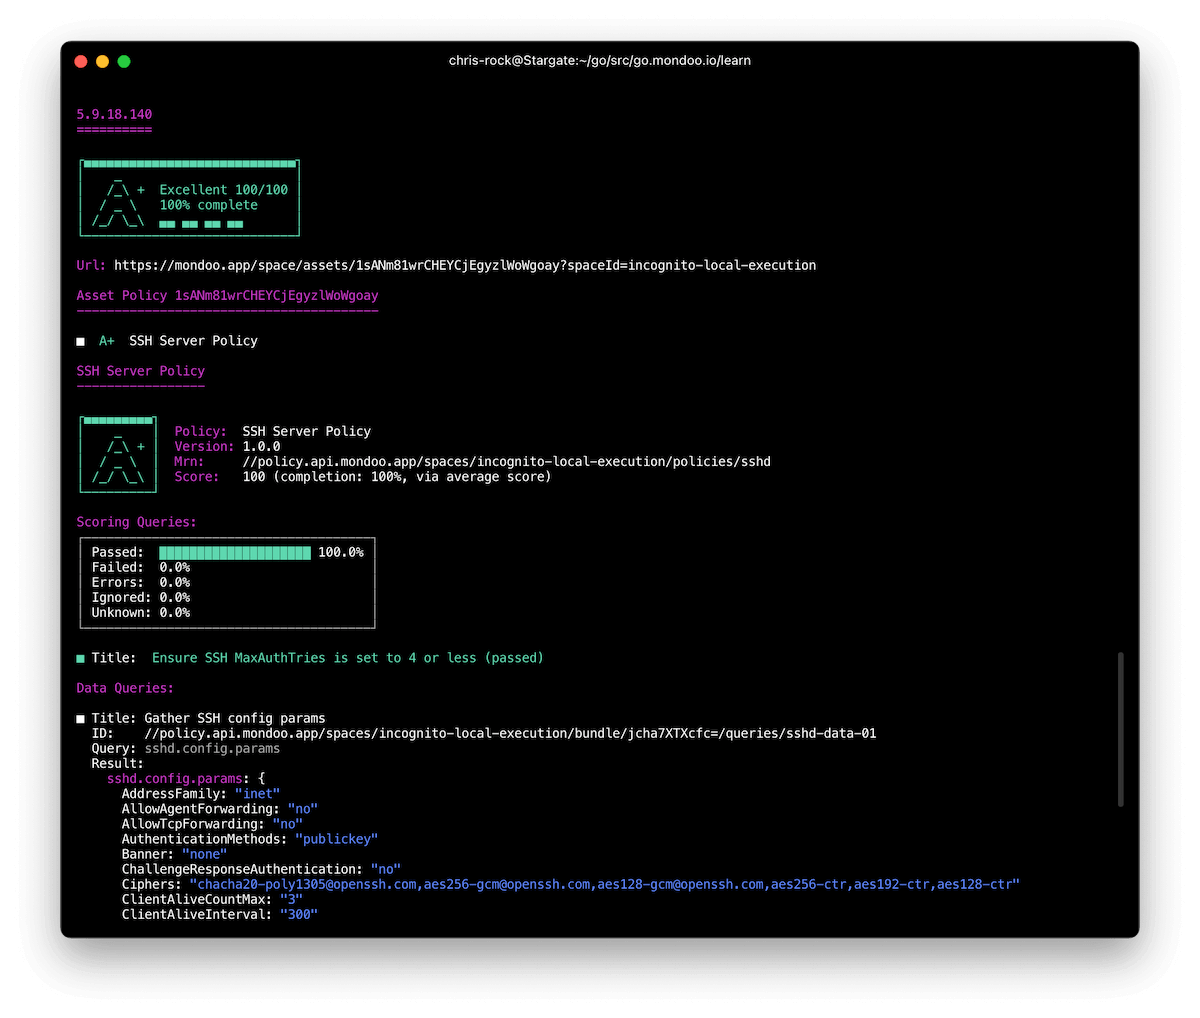 chris-rock@Stargate:~/go/src/go.mondoo.io/learn
5.9.18.140
==========
A+ Excellent 100/100
100% complete
Url: https://mondoo.app/space/assets/1sANm81wrCHEYCjEgyzlWoWgoay?spaceId=incognito-local-execution
Asset Policy 1sANm81wrCHEYCjEgyzlWoWgoay
■ A+ SSH Server Policy
SSH Server Policy
A+
Policy: SSH Server Policy
Version: 1.0.0
Mrn: //policy.api.mondoo.app/spaces/incognito-local-execution/policies/sshd
Score: 100 (completion: 100%, via average score)
Scoring Queries:
Passed: 100.0%
Failed: 0.0%
Errors: 0.0%
Ignored: 0.0%
Unknown: 0.0%
■ Title: Ensure SSH MaxAuthTries is set to 4 or less (passed)
Data Queries:
■ Title: Gather SSH config params
ID: //policy.api.mondoo.app/spaces/incognito-local-execution/bundle/jcha7XTXcfc=/queries/sshd-data-01
Query: sshd.config.params
Result:
sshd.config.params: {
AddressFamily: "inet"
AllowAgentForwarding: "no"
AllowTcpForwarding: "no"
AuthenticationMethods: "publickey"
Banner: "none"
ChallengeResponseAuthentication: "no"
Ciphers: "chacha20-poly1305@openssh.com,aes256-gcm@openssh.com,aes128-gcm@openssh.com,aes256-ctr,aes192-ctr,aes128-ctr"
ClientAliveCountMax: "3"
ClientAliveInterval: "300"